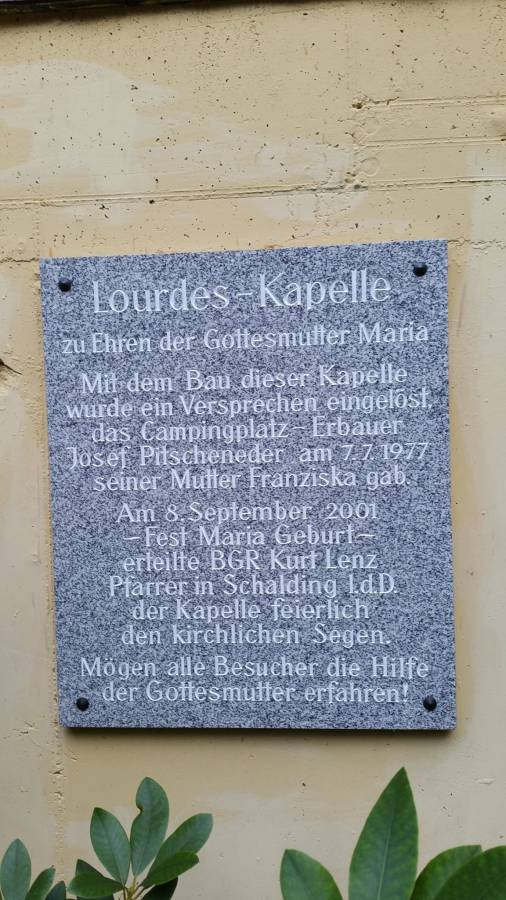 Lourdes-Kapelle
zu Ehren der Gottesmutter Maria
Mit dem Bau dieser Kapelle
wurde ein Versprechen eingelöst,
das Campingplatz-Erbauer
Josef Pitscheneder am 7.7.1977
seiner Mutter Franziska gab.
Am 8. September 2001
-Fest Maria Geburt-
erteilte BGR Kurt Lenz
Pfarrer in Schalding l.d.D.
der Kapelle feierlich
den kirchlichen Segen.
Mögen alle Besucher die Hilfe
der Gottesmutter erfahren!